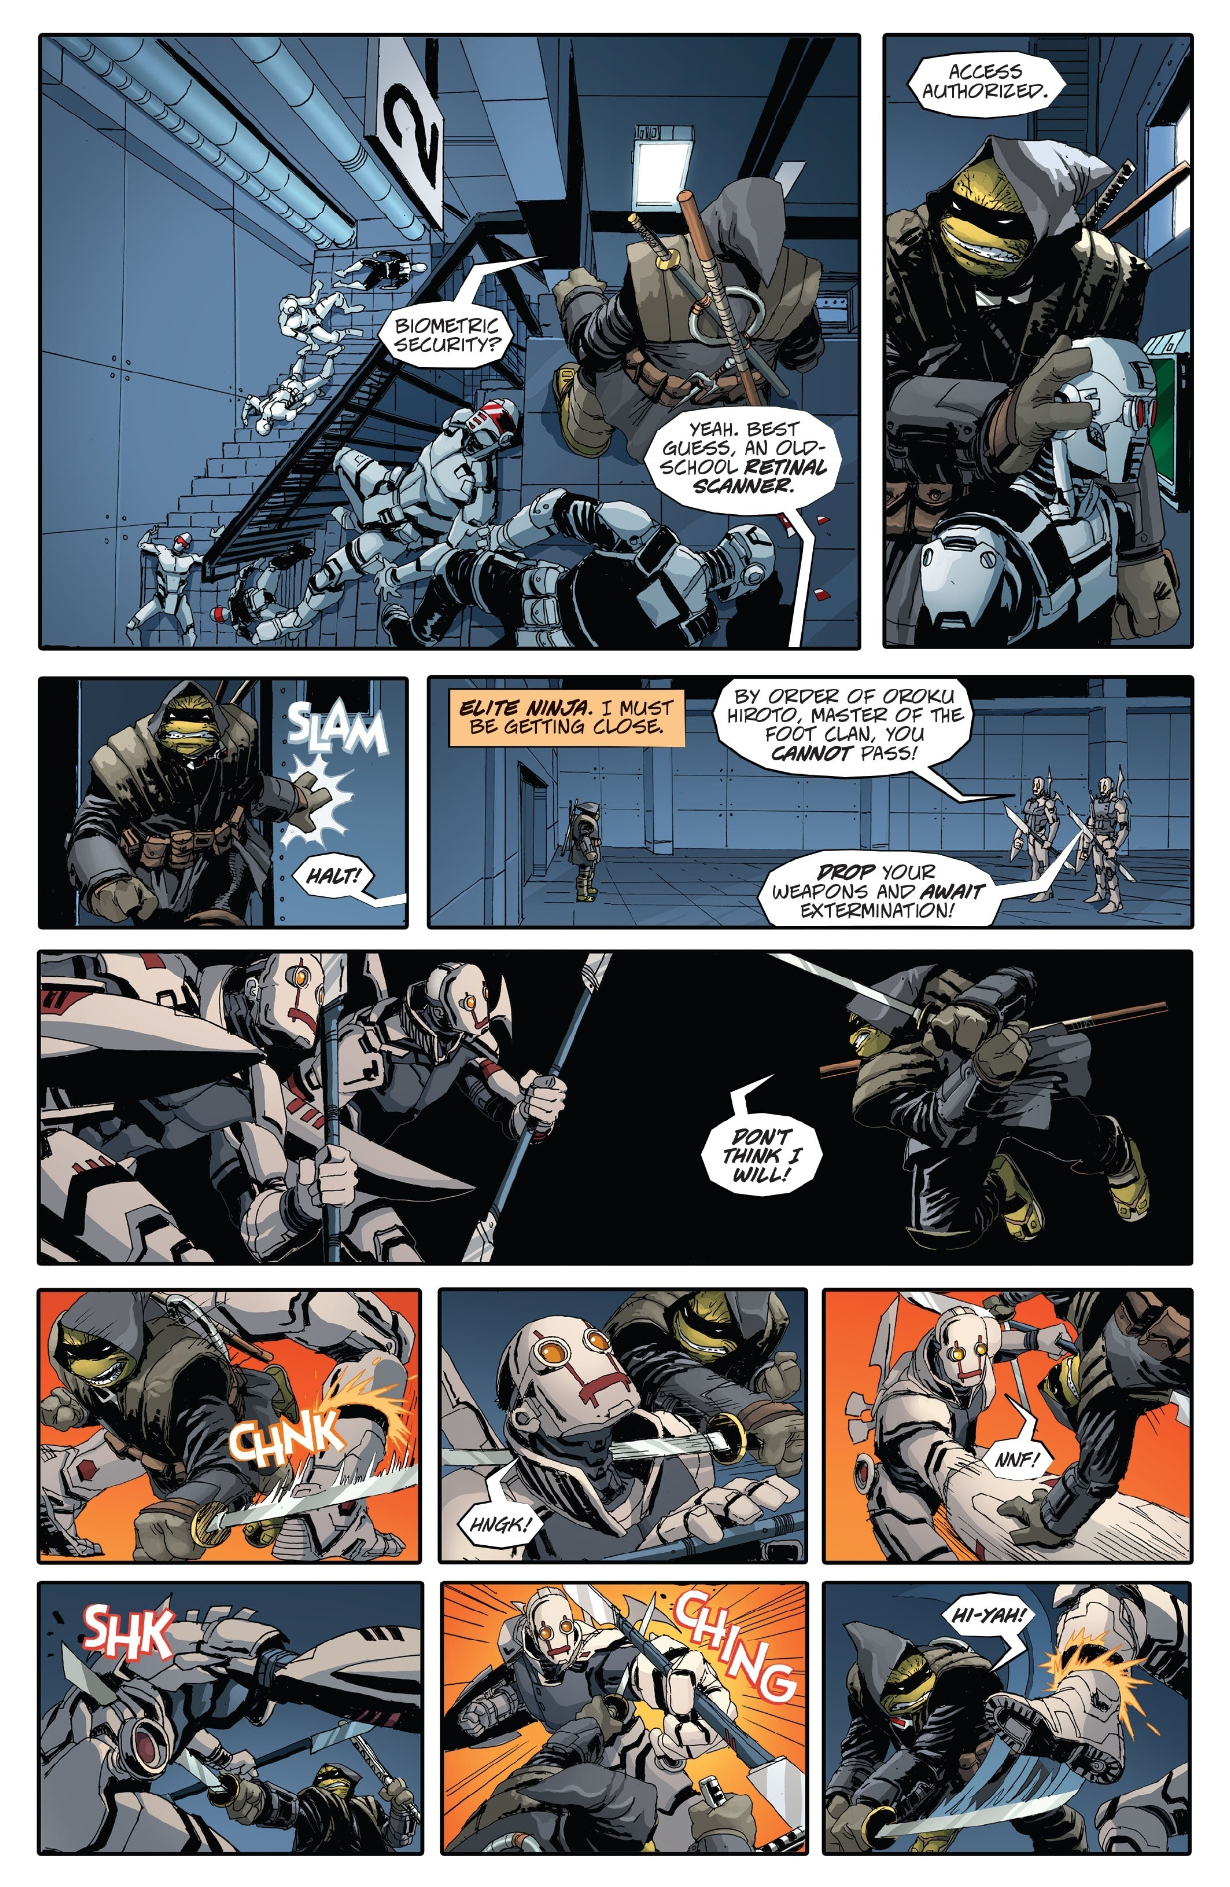 2
BIOMETRIC
SECURITY?
YEAH. BEST
GUESS, AN OLD-
SCHOOL RETINAL
SCANNER.
ACCESS
AUTHORIZED.
SLAM
HALT!
ELITE NINJA. I MUST
BE GETTING CLOSE.
BY ORDER OF OROKU
HIROTO, MASTER OF THE
FOOT CLAN, YOU
CANNOT PASS!
DROP YOUR
WEAPONS AND AWAIT
EXTERMINATION!
DON'T
THINK I
WILL!
CHNK
HNGK!
NNF!
SHK
CHING
HI-YAH!